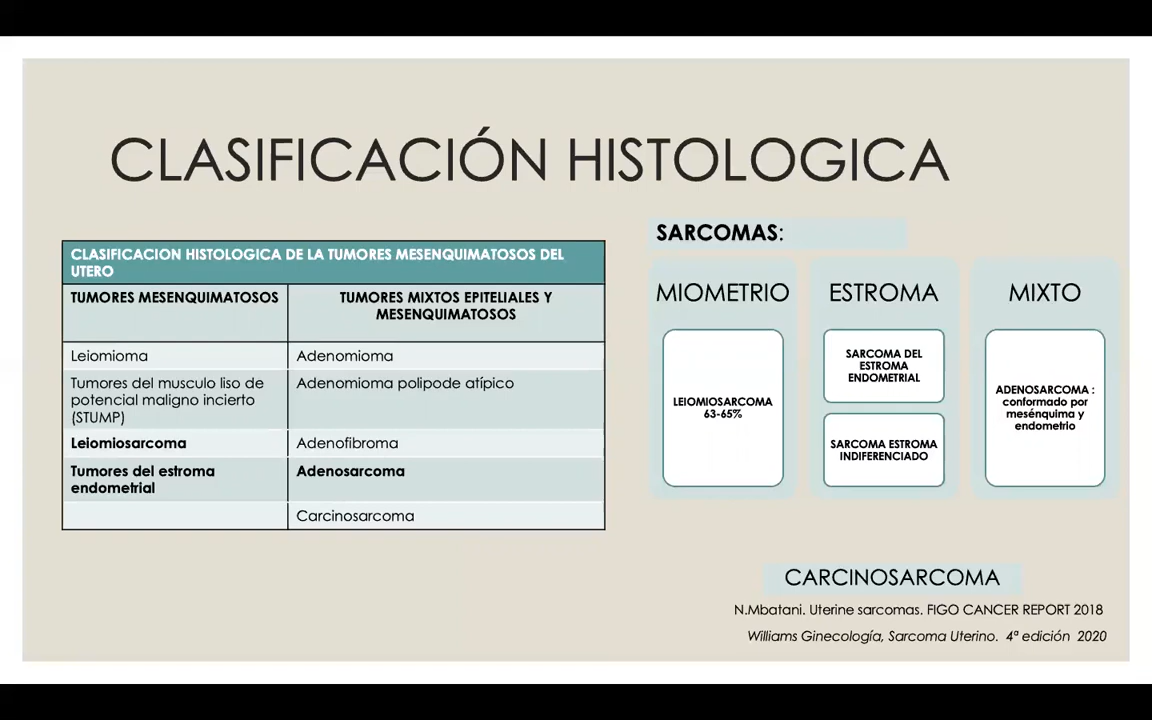 CLASIFICACIÓN HISTOLOGICA
CLASIFICACION HISTOLOGICA DE LA TUMORES MESENQUIMATOSOS DEL
UTERO
TUMORES MESENQUIMATOSOS
TUMORES MIXTOS EPITELIALES Y
MESENQUIMATOSOS
Leiomioma
Adenomioma
Tumores del musculo liso de
potencial maligno incierto
(STUMP)
Adenomioma polipode atípico
Leiomiosarcoma
Adenofibroma
Tumores del estroma
endometrial
Adenosarcoma
Carcinosarcoma
SARCOMAS:
MIOMETRIO
LEIOMIOSARCOMA
63-65%
ESTROMA
SARCOMA DEL
ESTROMA
ENDOMETRIAL
SARCOMA ESTROMA
INDIFERENCIADO
MIXTO
ADENOSARCOMA :
conformado por
mesénquima y
endometrio
CARCINOSARCOMA
N.Mbatani. Uterine sarcomas. FIGO CANCER REPORT 2018
Williams Ginecología, Sarcoma Uterino. 4ª edición 2020